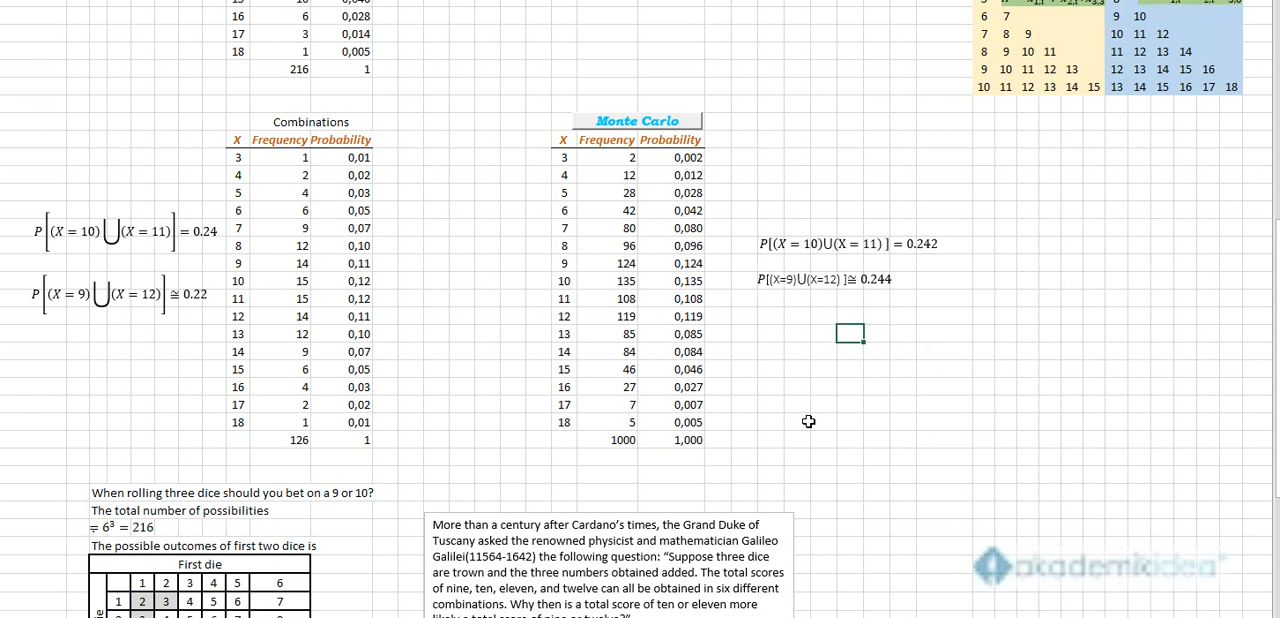 16 6 0,028
17 3 0,014
18 1 0,005
216 1
6 7
7 8 9
8 9 10 11
9 10 11 12 13
10 11 12 13 14 15
9 10
10 11 12
11 12 13 14
12 13 14 15 16
13 14 15 16 17 18
Combinations
X Frequency Probability
3 1 0,01
4 2 0,02
5 4 0,03
6 6 0,05
7 9 0,07
8 12 0,10
9 14 0,11
10 15 0,12
11 15 0,12
12 14 0,11
13 12 0,10
14 9 0,07
15 6 0,05
16 4 0,03
17 2 0,02
18 1 0,01
126 1
P[(X = 10)⋃(X = 11)] = 0.24
P[(X = 9)⋃(X = 12)] ≅ 0.22
Monte Carlo
X Frequency Probability
3 2 0,002
4 12 0,012
5 28 0,028
6 42 0,042
7 80 0,080
8 96 0,096
9 124 0,124
10 135 0,135
11 108 0,108
12 119 0,119
13 85 0,085
14 84 0,084
15 46 0,046
16 27 0,027
17 7 0,007
18 5 0,005
1000 1,000
P[(X = 10)U(X = 11) ] = 0.242
P[(X=9)U(X=12) ]≅ 0.244
When rolling three dice should you bet on a 9 or 10?
The total number of possibilities
= 6³ = 216
The possible outcomes of first two dice is
First die
1 2 3 4 5 6
1 2 3 4 5 6 7
More than a century after Cardano's times, the Grand Duke of
Tuscany asked the renowned physicist and mathematician Galileo
Galilei(11564-1642) the following question: "Suppose three dice
are trown and the three numbers obtained added. The total scores
of nine, ten, eleven, and twelve can all be obtained in six different
combinations. Why then is a total score of ten or eleven more
akademikidea